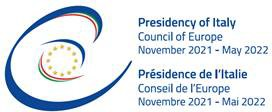 Presidency of Italy
Council of Europe
November 2021 - May 2022
Présidence de l'Italie
Conseil de l'Europe
Novembre 2021 - Mai 2022